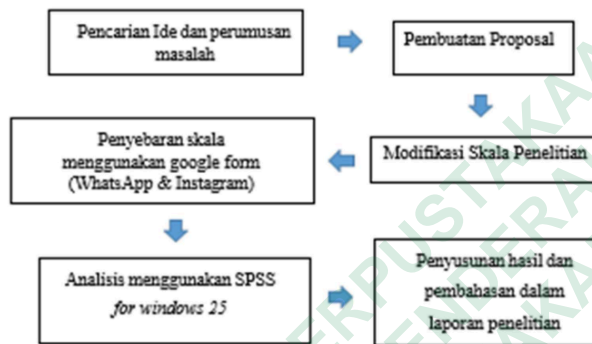 Pencarian Ide dan perumusan
masalah
Pembuatan Proposal
Modifikasi Skala Penelitian
Penyebaran skala
menggunakan google form
(WhatsApp & Instagram)
Analisis menggunakan SPSS
for windows 25
Penyusunan hasil dan
pembahasan dalam
laporan penelitian